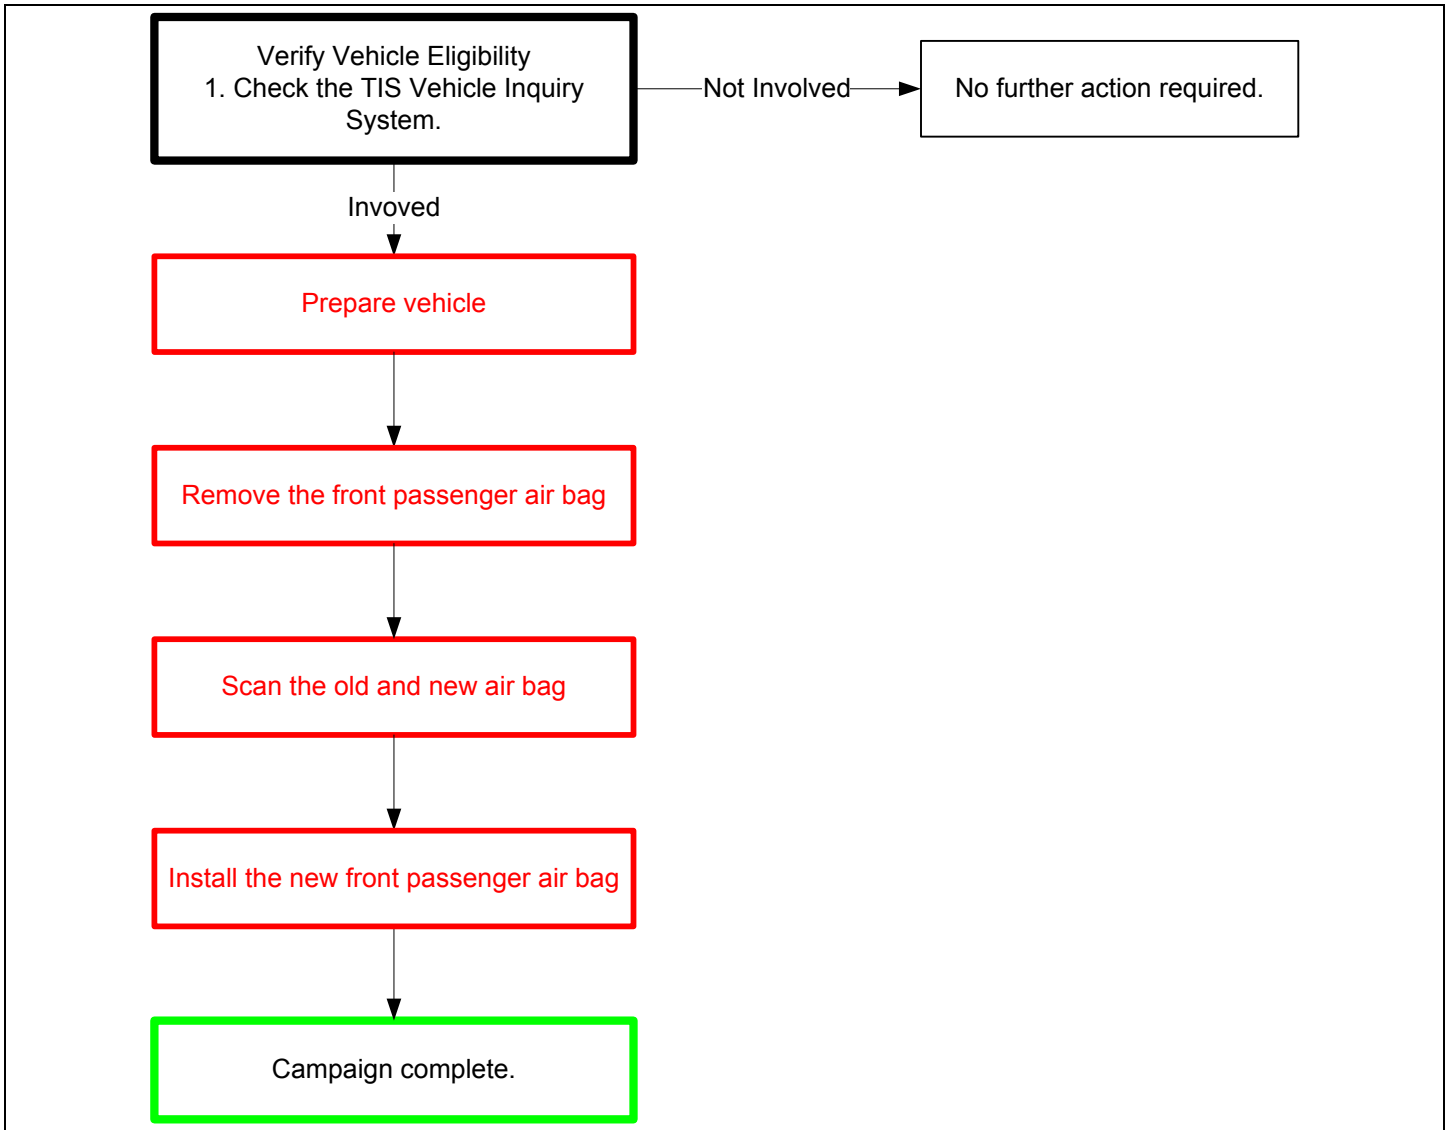 Verify Vehicle Eligibility
1. Check the TIS Vehicle Inquiry
System.
Not Involved
No further action required.
Invoved
Prepare vehicle
Remove the front passenger air bag
Scan the old and new air bag
Install the new front passenger air bag
Campaign complete.